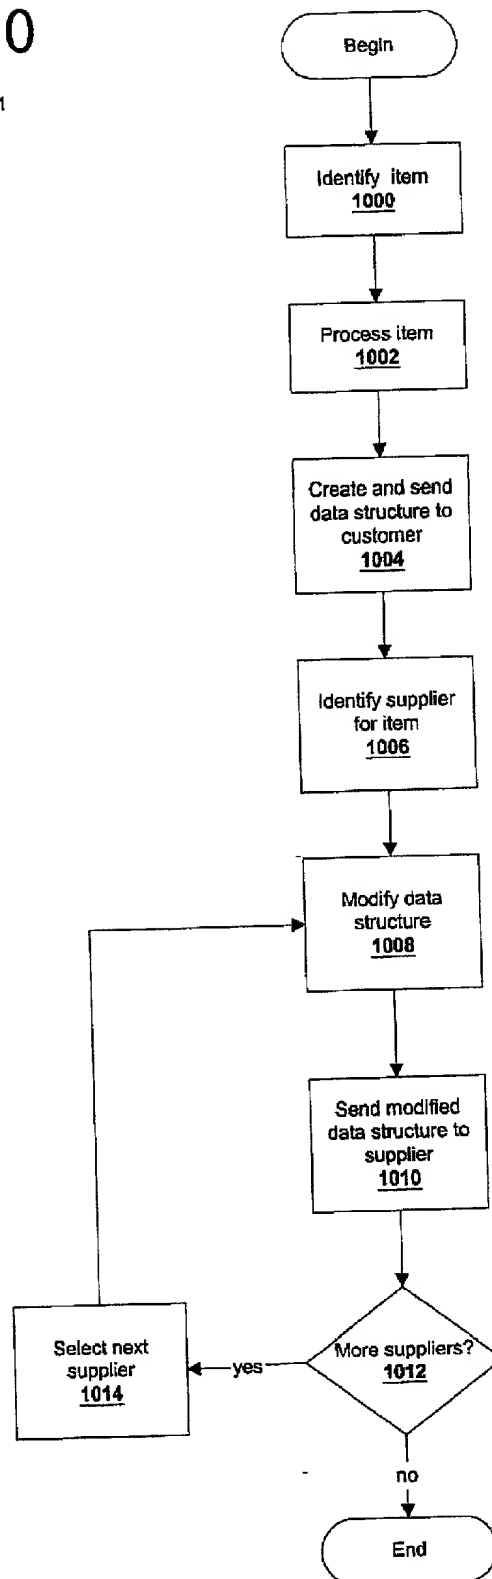 0
1
Begin
Identify item
1000
Process item
1002
Create and send
data structure to
customer
1004
Identify supplier
for item
1006
Modify data
structure
1008
Send modified
data structure to
supplier
1010
More suppliers?
1012
yes
Select next
supplier
1014
no
End